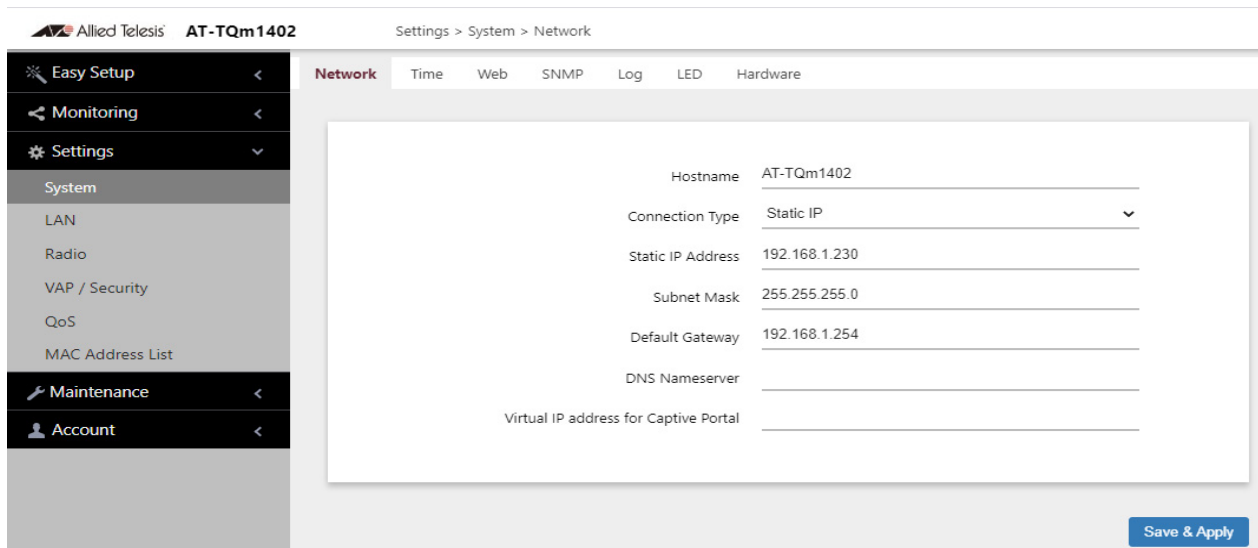 Allied Telesis AT-TQm1402 Settings > System > Network
Easy Setup <
Network Time Web SNMP Log LED Hardware
Monitoring <
Settings
System
LAN
Radio
VAP / Security
QoS
MAC Address List
Maintenance <
Account <
Hostname AT-TQm1402
Connection Type Static IP
Static IP Address 192.168.1.230
Subnet Mask 255.255.255.0
Default Gateway 192.168.1.254
DNS Nameserver
Virtual IP address for Captive Portal
Save & Apply